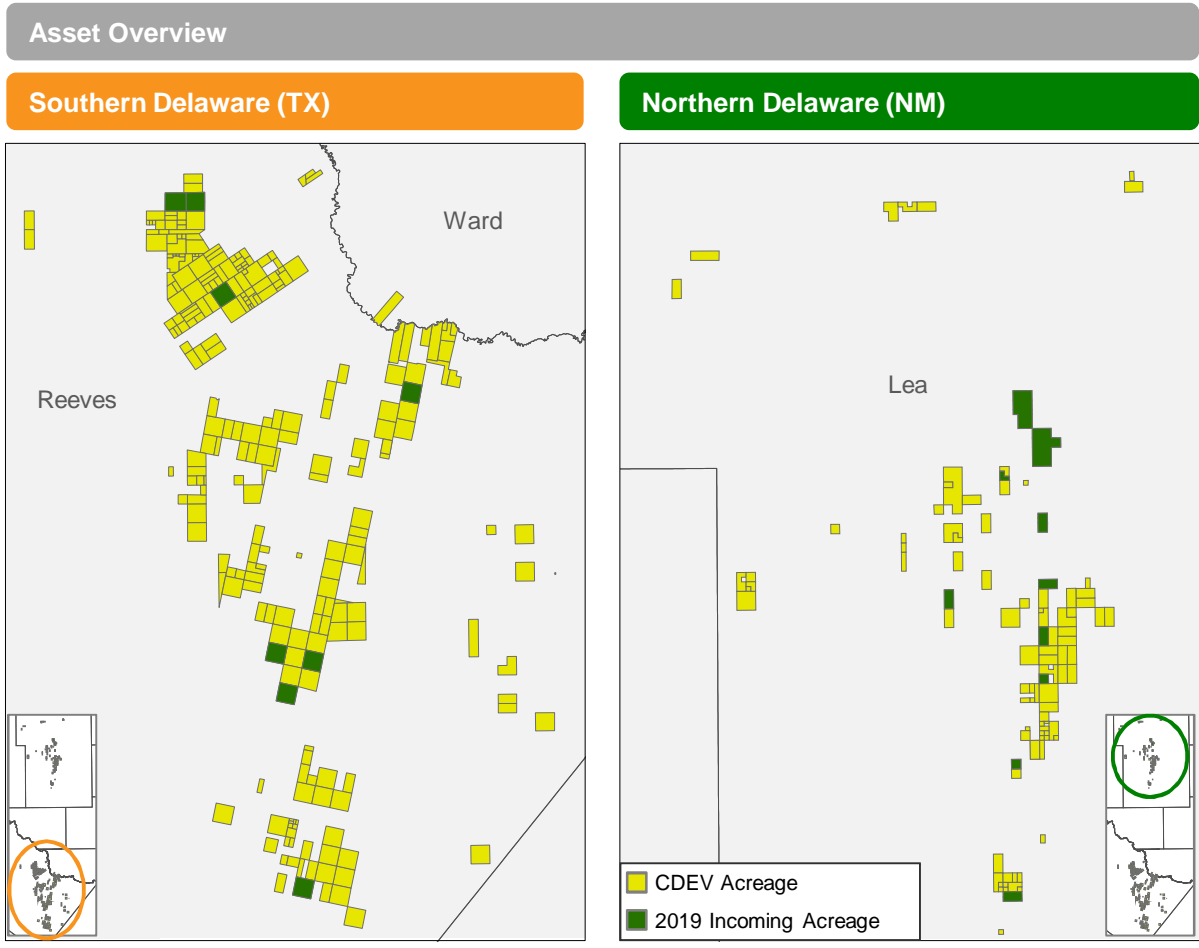 Asset Overview
Southern Delaware (TX)
Northern Delaware (NM)
Ward
Reeves
Lea
CDEV Acreage
2019 Incoming Acreage